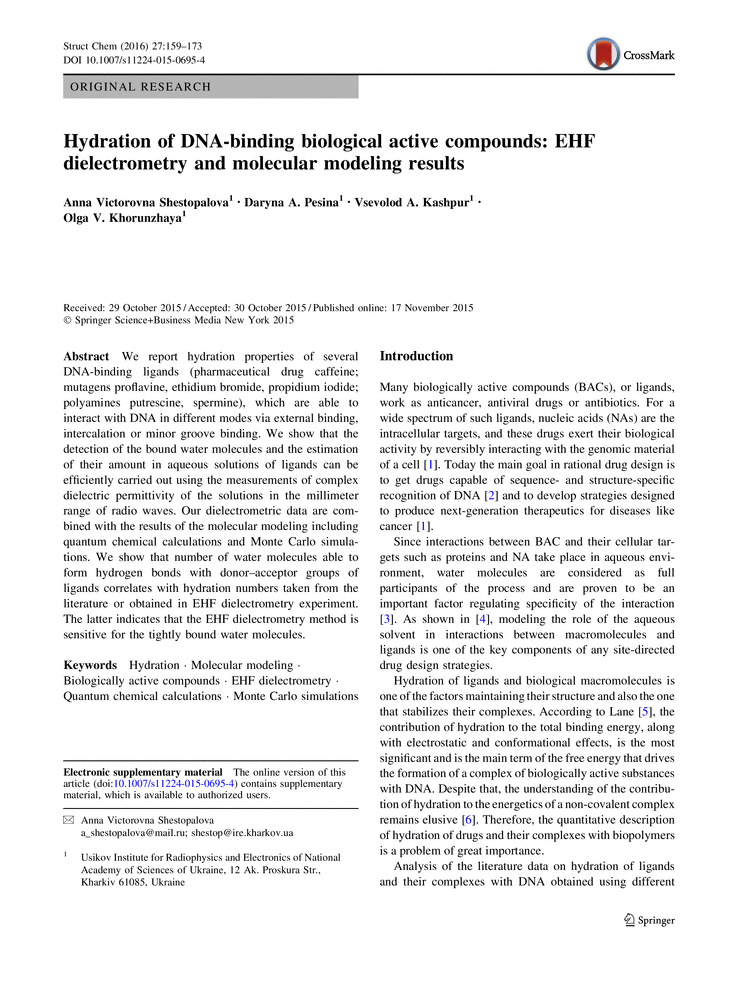 Struct Chem (2016) 27:159–173
DOI 10.1007/s11224-015-0695-4
CrossMark
ORIGINAL RESEARCH
Hydration of DNA-binding biological active compounds: EHF
dielectrometry and molecular modeling results
Anna Victorovna Shestopalova1 · Daryna A. Pesina1 · Vsevolod A. Kashpur1 ·
Olga V. Khorunzhaya1
Received: 29 October 2015 / Accepted: 30 October 2015 / Published online: 17 November 2015
© Springer Science+Business Media New York 2015
Abstract We report hydration properties of several
DNA-binding ligands (pharmaceutical drug caffeine;
mutagens proflavine, ethidium bromide, propidium iodide;
polyamines putrescine, spermine), which are able to
interact with DNA in different modes via external binding,
intercalation or minor groove binding. We show that the
detection of the bound water molecules and the estimation
of their amount in aqueous solutions of ligands can be
efficiently carried out using the measurements of complex
dielectric permittivity of the solutions in the millimeter
range of radio waves. Our dielectrometric data are com-
bined with the results of the molecular modeling including
quantum chemical calculations and Monte Carlo simula-
tions. We show that number of water molecules able to
form hydrogen bonds with donor–acceptor groups of
ligands correlates with hydration numbers taken from the
literature or obtained in EHF dielectrometry experiment.
The latter indicates that the EHF dielectrometry method is
sensitive for the tightly bound water molecules.
Keywords Hydration · Molecular modeling ·
Biologically active compounds · EHF dielectrometry ·
Quantum chemical calculations · Monte Carlo simulations
Electronic supplementary material The online version of this
article (doi:10.1007/s11224-015-0695-4) contains supplementary
material, which is available to authorized users.
Anna Victorovna Shestopalova
a_shestopalova@mail.ru; shestop@ire.kharkov.ua
1 Usikov Institute for Radiophysics and Electronics of National
Academy of Sciences of Ukraine, 12 Ak. Proskura Str.,
Kharkiv 61085, Ukraine
Introduction
Many biologically active compounds (BACs), or ligands,
work as anticancer, antiviral drugs or antibiotics. For a
wide spectrum of such ligands, nucleic acids (NAs) are the
intracellular targets, and these drugs exert their biological
activity by reversibly interacting with the genomic material
of a cell [1]. Today the main goal in rational drug design is
to get drugs capable of sequence- and structure-specific
recognition of DNA [2] and to develop strategies designed
to produce next-generation therapeutics for diseases like
cancer [1].
Since interactions between BAC and their cellular tar-
gets such as proteins and NA take place in aqueous envi-
ronment, water molecules are considered as full
participants of the process and are proven to be an
important factor regulating specificity of the interaction
[3]. As shown in [4], modeling the role of the aqueous
solvent in interactions between macromolecules and
ligands is one of the key components of any site-directed
drug design strategies.
Hydration of ligands and biological macromolecules is
one of the factors maintaining their structure and also the one
that stabilizes their complexes. According to Lane [5], the
contribution of hydration to the total binding energy, along
with electrostatic and conformational effects, is the most
significant and is the main term of the free energy that drives
the formation of a complex of biologically active substances
with DNA. Despite that, the understanding of the contribu-
tion of hydration to the energetics of a non-covalent complex
remains elusive [6]. Therefore, the quantitative description
of hydration of drugs and their complexes with biopolymers
is a problem of great importance.
Analysis of the literature data on hydration of ligands
and their complexes with DNA obtained using different
Springer